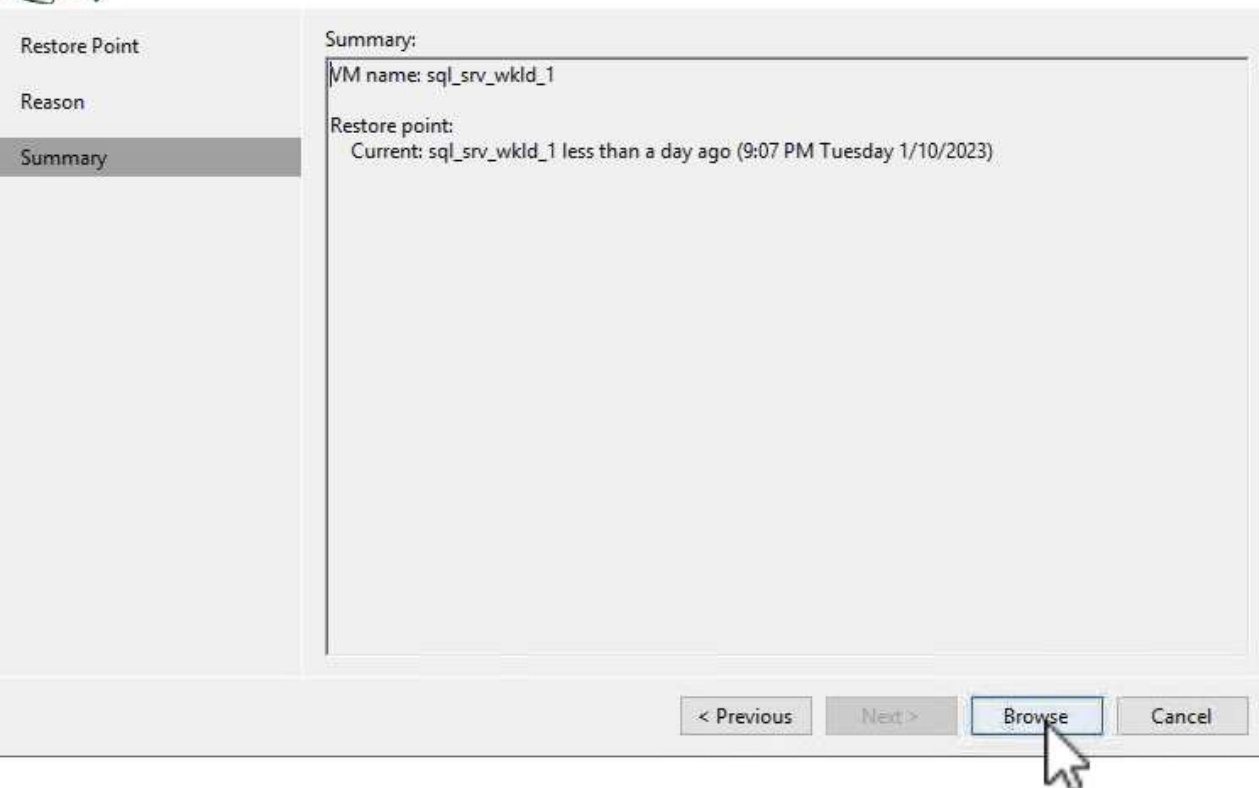 Restore Point
Reason
Summary
Summary:
VM name: sql_srv_wkld_1
Restore point:
Current: sql_srv_wkld_1 less than a day ago (9:07 PM Tuesday 1/10/2023)
< Previous
Next >
Browse
Cancel